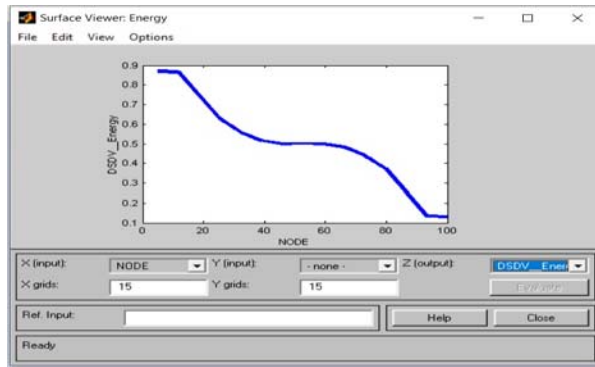 Surface Viewer: Energy
File Edit View Options
0.9
0.8
0.7
0.6
0.5
0.4
0.3
0.2
0.1
DSDV_Energy
0 20 40 60 80 100
NODE
X (input): NODE Y (input): - none - Z (output): DSDV_Ener
X grids: 15 Y grids: 15 Evaluate
Ref. Input: Help Close
Ready